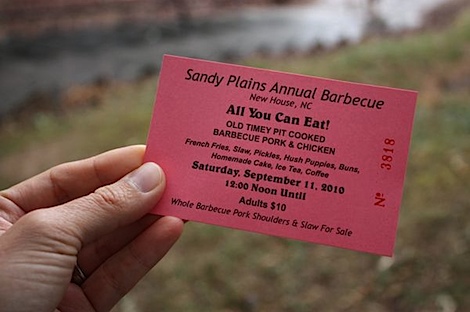 Sandy Plains Annual Barbecue
New House, NC
All You Can Eat!
OLD TIMEY PIT COOKED
BARBECUE PORK & CHICKEN
French Fries, Slaw, Pickles, Hush Puppies, Buns,
Homemade Cake, Ice Tea, Coffee
Saturday, September 11, 2010
12:00 Noon Until
Adults $10
Whole Barbecue Pork Shoulders & Slaw For Sale
Nº 3818